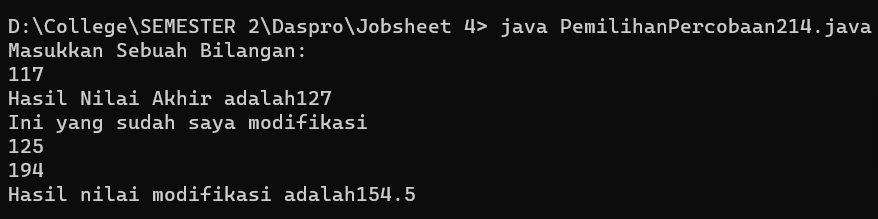 D:\College\SEMESTER 2\Daspro\Jobsheet 4> java PemilihanPercobaan214.java
Masukkan Sebuah Bilangan:
117
Hasil Nilai Akhir adalah127
Ini yang sudah saya modifikasi
125
194
Hasil nilai modifikasi adalah154.5